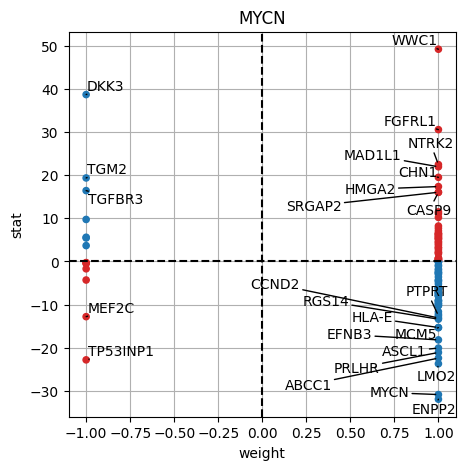 MYCN
50
WWC1
40
DKK3
30
FGFRL1
NTRK2
MAD1L1
20
TGM2
CHN1
HMGA2
TGFBR3
SRGAP2
CASP9
10
stat
0
CCND2
PTPRT
−10
RGS14
MEF2C
HLA-E
EFNB3
MCM5
−20
TP53INP1
ASCL1
PRLHR
LMO2
ABCC1
−30
MYCN
ENPP2
−1.00 −0.75 −0.50 −0.25 0.00 0.25 0.50 0.75 1.00
weight